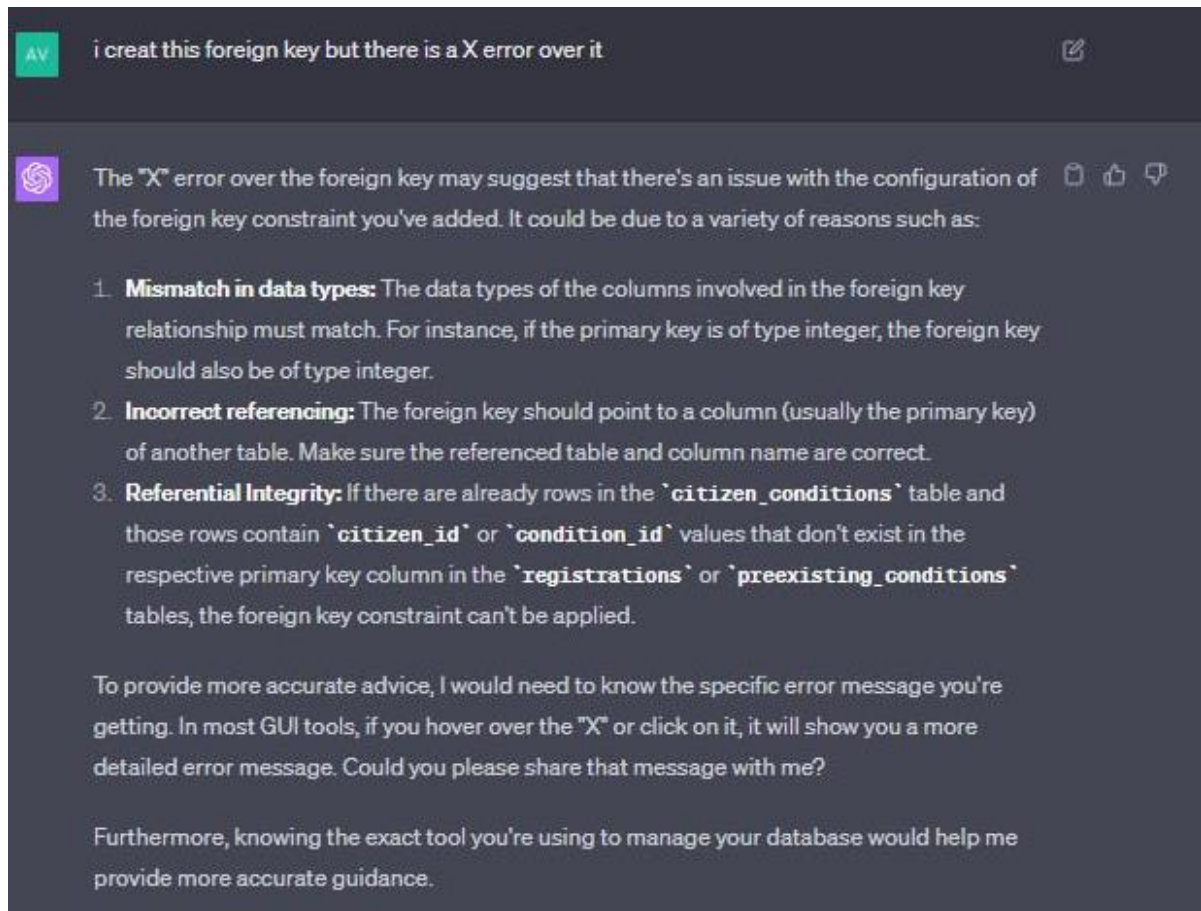 AV
i creat this foreign key but there is a X error over it
The "X" error over the foreign key may suggest that there's an issue with the configuration of
the foreign key constraint you've added. It could be due to a variety of reasons such as:
1. Mismatch in data types: The data types of the columns involved in the foreign key
relationship must match. For instance, if the primary key is of type integer, the foreign key
should also be of type integer.
2. Incorrect referencing: The foreign key should point to a column (usually the primary key)
of another table. Make sure the referenced table and column name are correct.
3. Referential Integrity: If there are already rows in the `citizen_conditions` table and
those rows contain `citizen_id` or `condition_id` values that don't exist in the
respective primary key column in the `registrations` or `preexisting_conditions`
tables, the foreign key constraint can't be applied.
To provide more accurate advice, I would need to know the specific error message you're
getting. In most GUI tools, if you hover over the "X" or click on it, it will show you a more
detailed error message. Could you please share that message with me?
Furthermore, knowing the exact tool you're using to manage your database would help me
provide more accurate guidance.